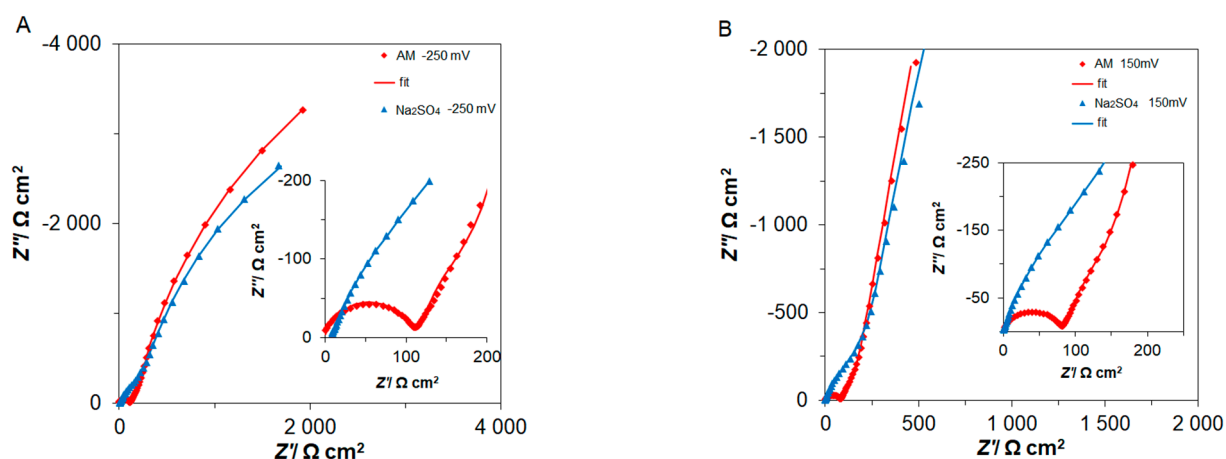 A
-4 000
-2 000
0
0
2 000
4 000
Z''/ Ω cm²
Z'/ Ω cm²
AM -250 mV
fit
Na₂SO₄ -250 mV
-200
-100
0
0
100
200
Z''/ Ω cm²
Z'/ Ω cm²
B
-2 000
-1 500
-1 000
-500
0
0
500
1 000
1 500
2 000
Z''/ Ω cm²
Z'/ Ω cm²
AM 150mV
fit
Na₂SO₄ 150mV
fit
-250
-150
-50
0
100
200
Z''/ Ω cm²
Z'/ Ω cm²